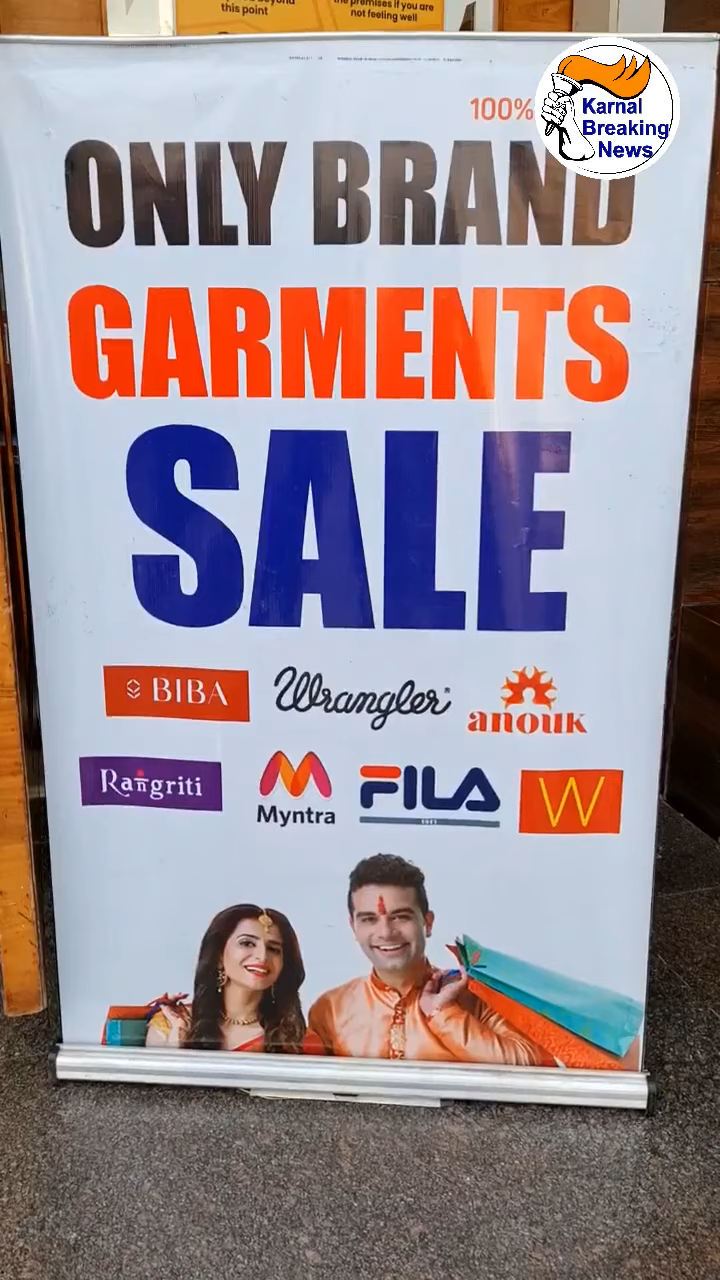 this point
the premises if you are
not feeling well
100%
Karnal
Breaking
News
ONLY BRAND
GARMENTS
SALE
BIBA
Wrangler®
anouk
Rangriti
Myntra
FILA
W